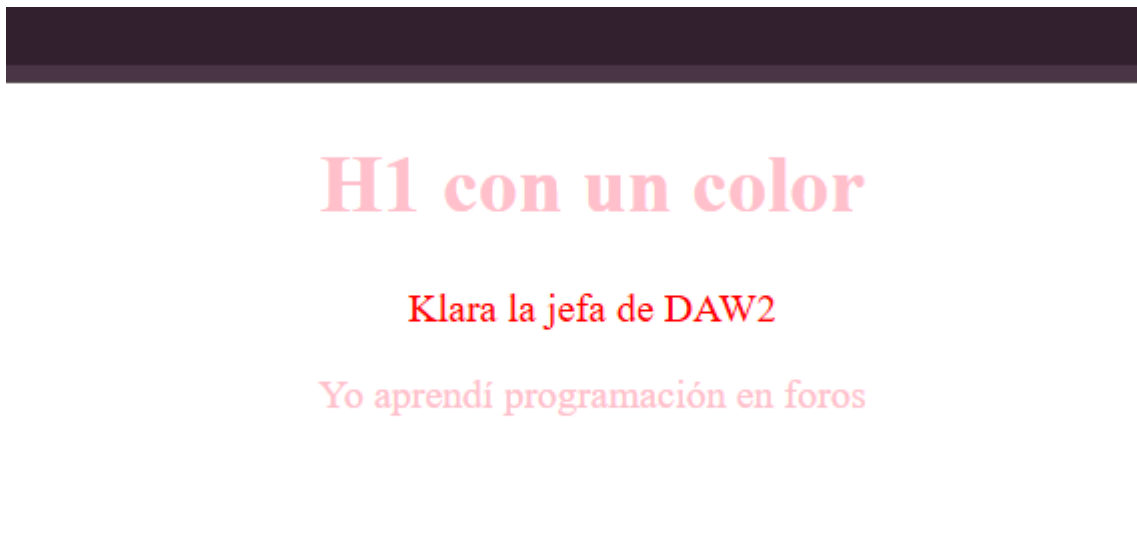 H1 con un color
Klara la jefa de DAW2
Yo aprendí programación en foros